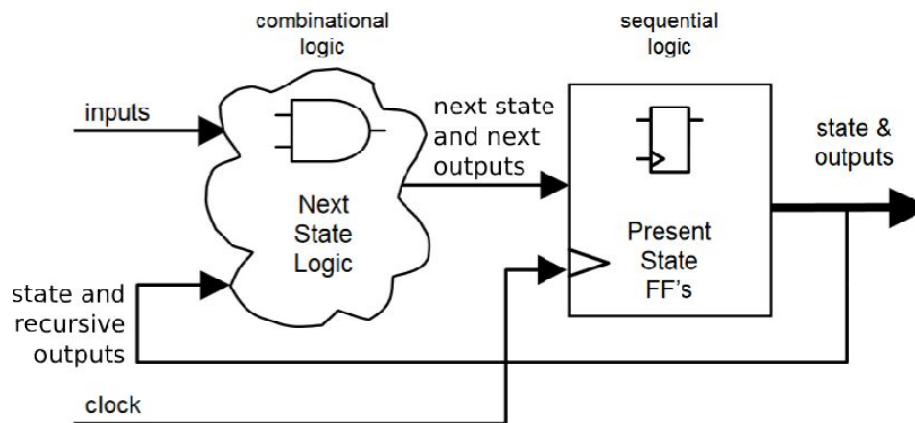 combinational
logic
sequential
logic
inputs
next state
and next
outputs
state &
outputs
Next
State
Logic
Present
State
FF's
state and
recursive
outputs
clock